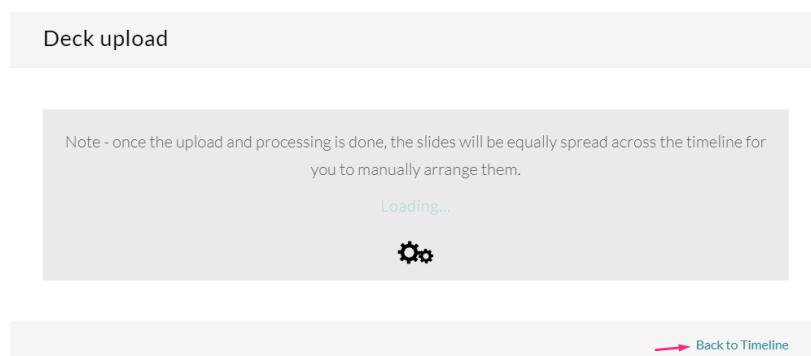 Deck upload
Note - once the upload and processing is done, the slides will be equally spread across the timeline for
you to manually arrange them.
Loading...
Back to Timeline